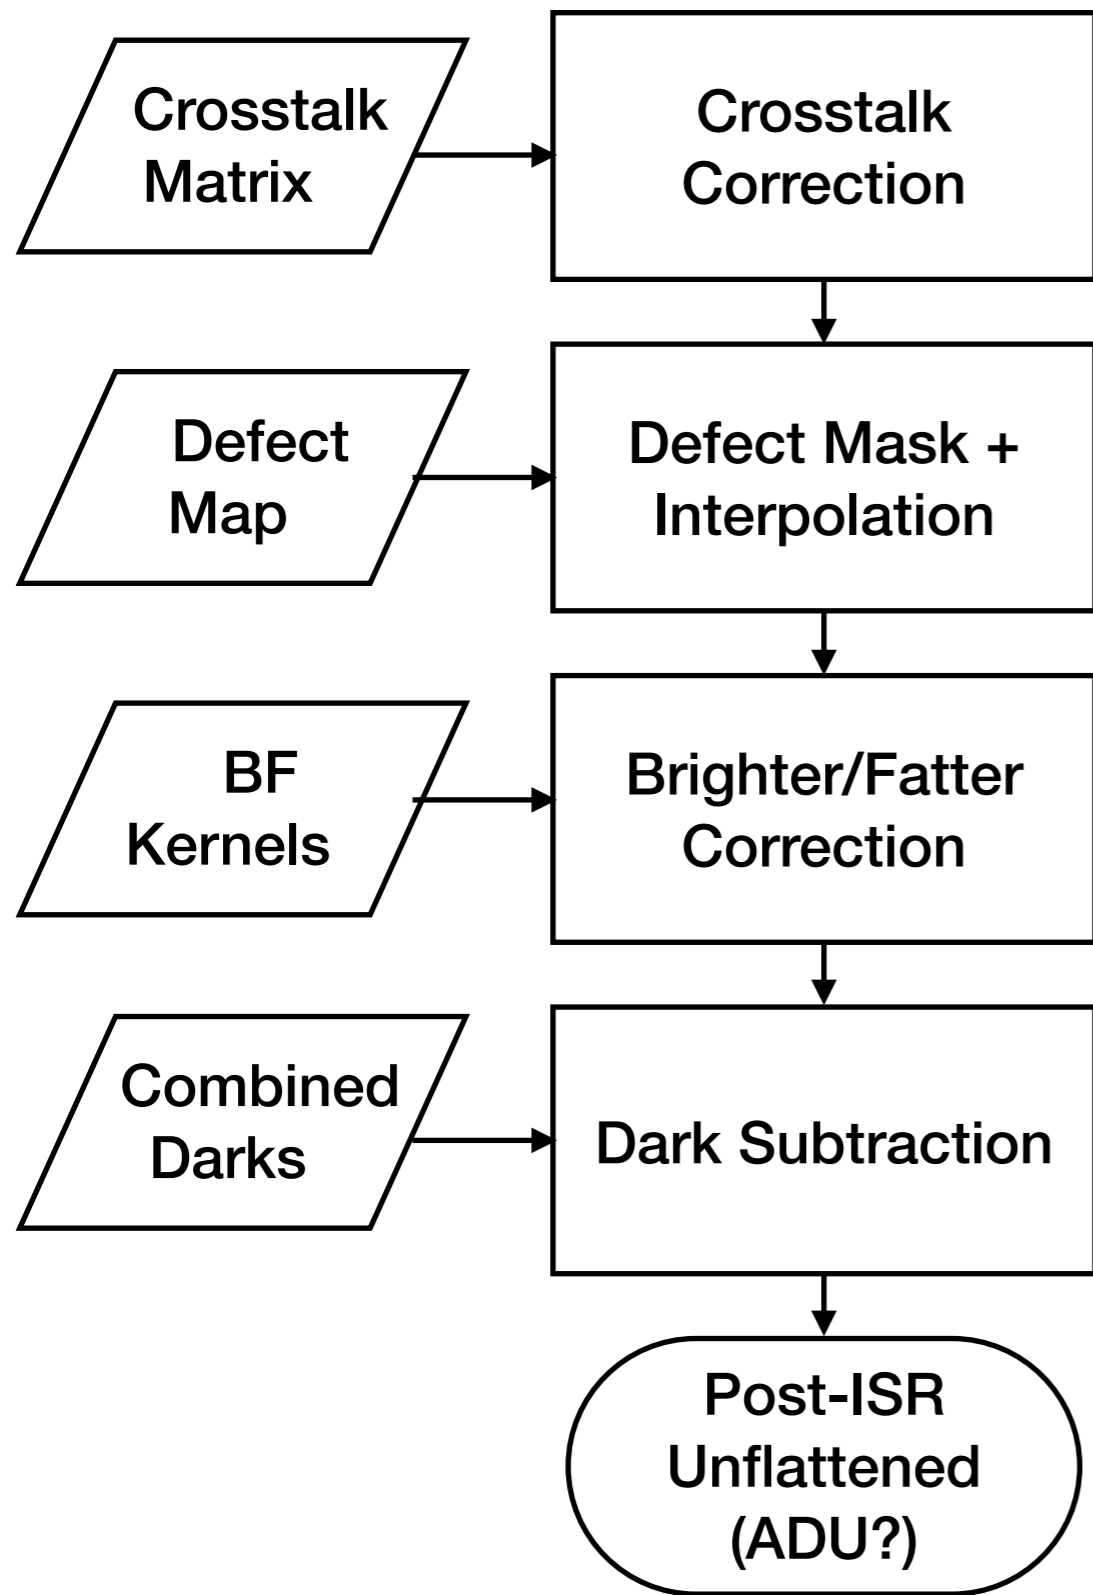 Crosstalk
Matrix
Crosstalk
Correction
Defect
Map
Defect Mask +
Interpolation
BF
Kernels
Brighter/Fatter
Correction
Combined
Darks
Dark Subtraction
Post-ISR
Unflattened
(ADU?)